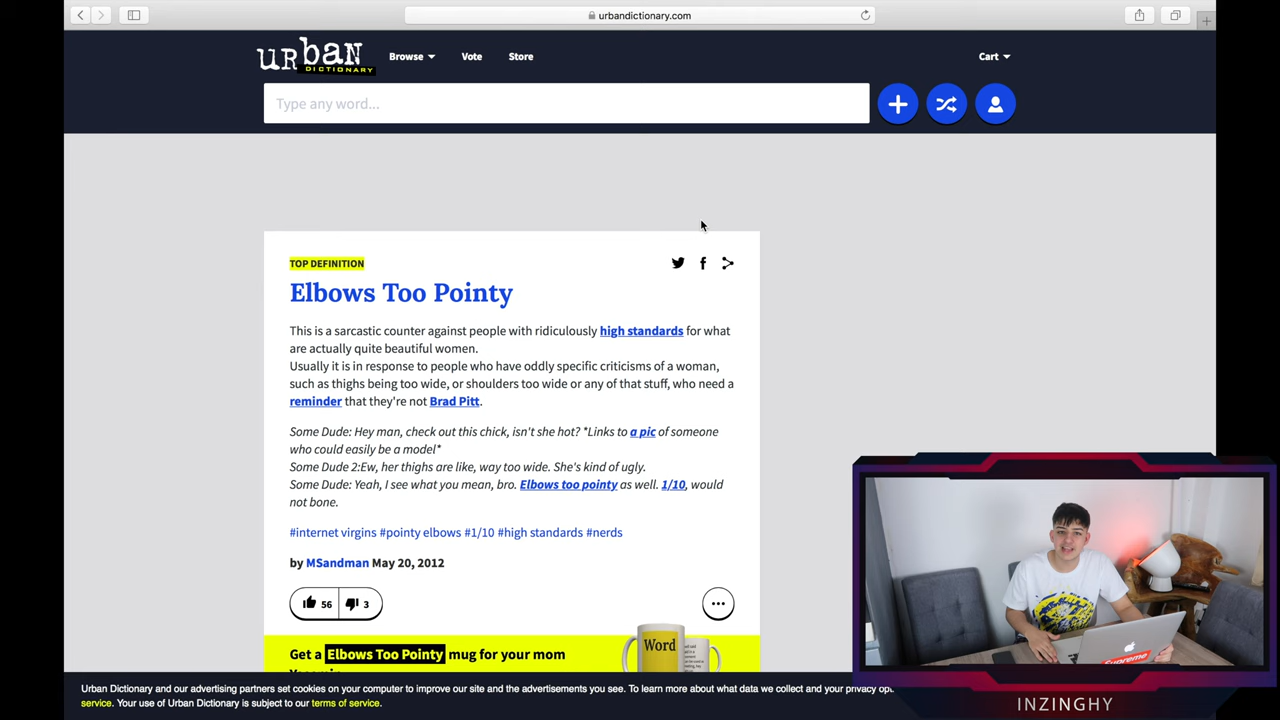 urbandictionary.com
urban
DICTIONARY
Browse
Vote
Store
Cart
Type any word...
TOP DEFINITION
Elbows Too Pointy
This is a sarcastic counter against people with ridiculously high standards for what
are actually quite beautiful women.
Usually it is in response to people who have oddly specific criticisms of a woman,
such as thighs being too wide, or shoulders too wide or any of that stuff, who need a
reminder that they're not Brad Pitt.
Some Dude: Hey man, check out this chick, isn't she hot? *Links to a pic of someone
who could easily be a model*
Some Dude 2:Ew, her thighs are like, way too wide. She's kind of ugly.
Some Dude: Yeah, I see what you mean, bro. Elbows too pointy as well. 1/10, would
not bone.
#internet virgins #pointy elbows #1/10 #high standards #nerds
by MSandman May 20, 2012
56
3
Get a Elbows Too Pointy mug for your mom
Word
Urban Dictionary and our advertising partners set cookies on your computer to improve our site and the advertisements you see. To learn more about what data we collect and your privacy
service. Your use of Urban Dictionary is subject to our terms of service.
Supreme
INZINGHY